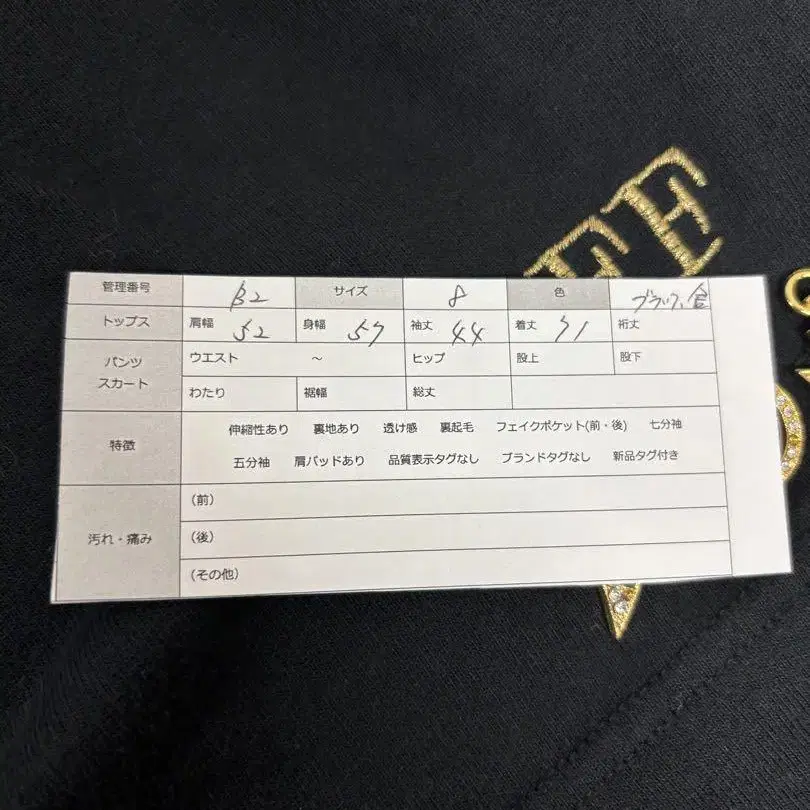 管理番号 B2 サイズ 8 色 ブラック、金
トップス 肩幅 52 身幅 57 袖丈 44 着丈 71 裄丈
パンツ スカート ウエスト ～ ヒップ 股上 股下
わたり 裾幅 総丈
特徴 伸縮性あり 裏地あり 透け感 裏起毛 フェイクポケット(前・後) 七分袖
五分袖 肩パッドあり 品質表示タグなし ブランドタグなし 新品タグ付き
汚れ・痛み (前)
(後)
(その他)